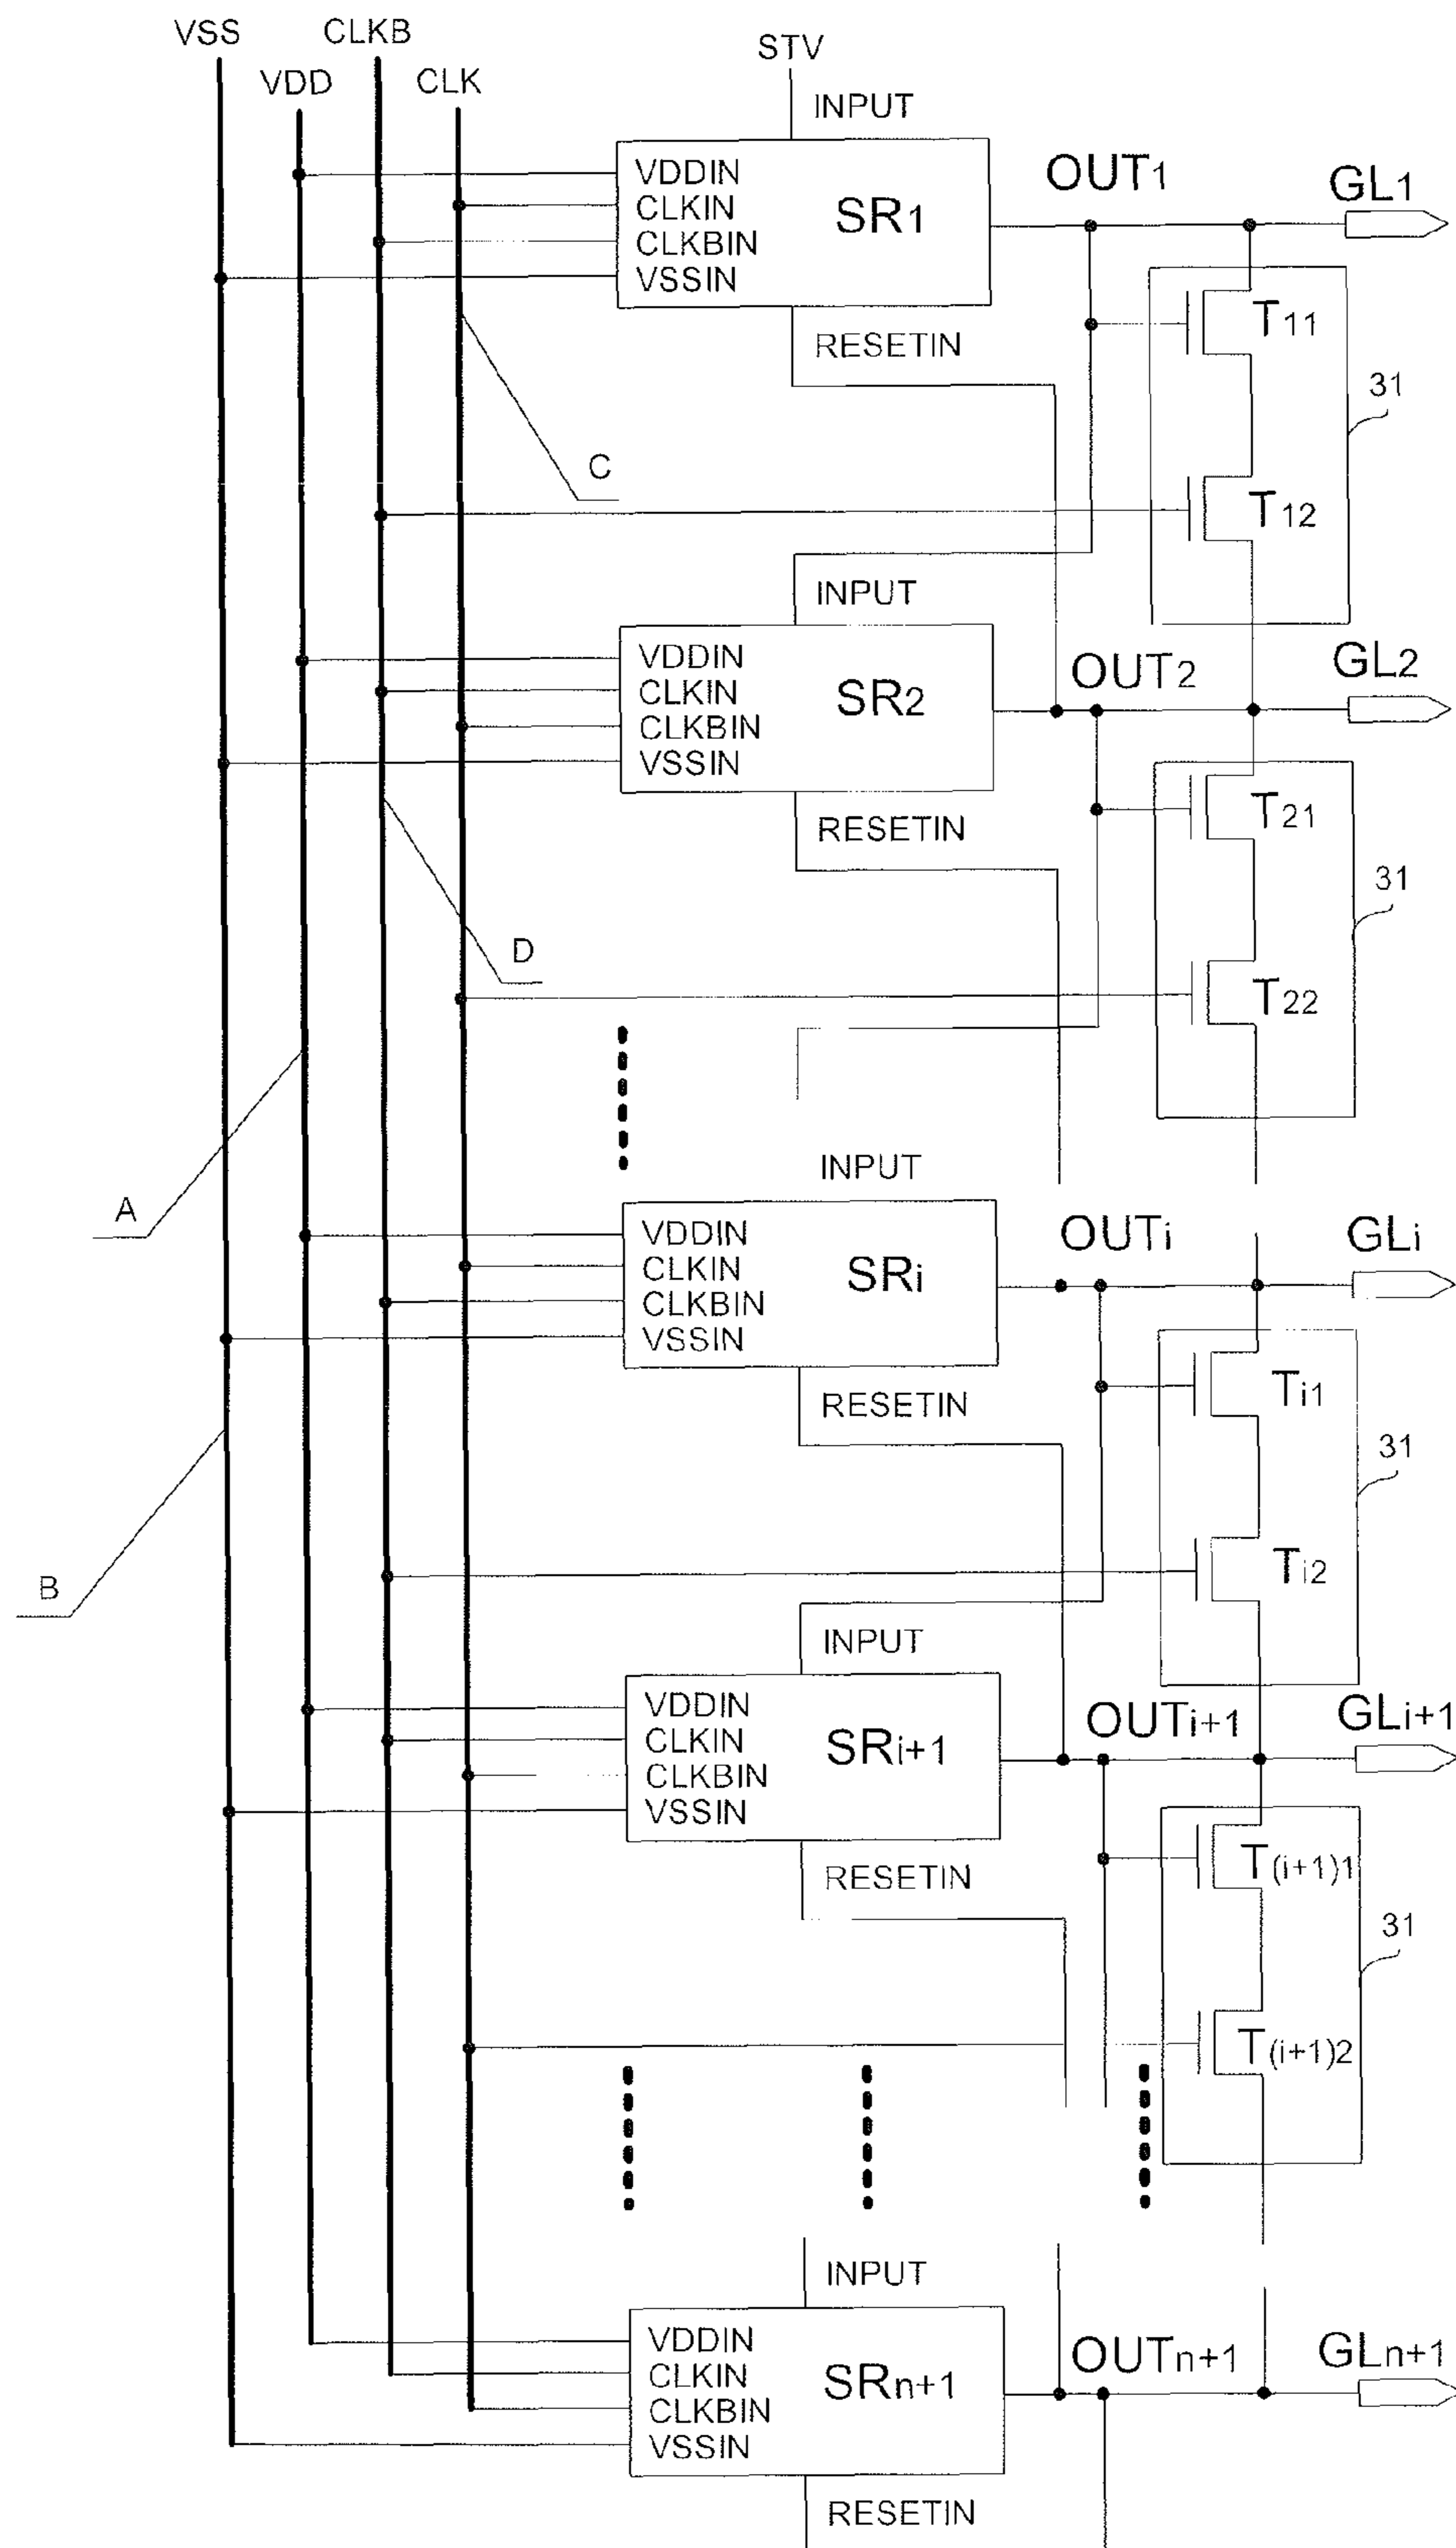 VSS
CLKB
VDD
CLK
STV
INPUT
VDDIN
CLKIN
CLKBIN
VSSIN
SR1
OUT1
GL1
RESETIN
T11
31
C
T12
INPUT
VDDIN
CLKIN
CLKBIN
VSSIN
SR2
OUT2
GL2
RESETIN
T21
31
D
T22
A
INPUT
VDDIN
CLKIN
CLKBIN
VSSIN
SRi
OUTi
GLi
RESETIN
Ti1
31
B
Ti2
INPUT
VDDIN
CLKIN
CLKBIN
VSSIN
SRi+1
OUTi+1
GLi+1
RESETIN
T(i+1)1
31
T(i+1)2
INPUT
VDDIN
CLKIN
CLKBIN
VSSIN
SRn+1
OUTn+1
GLn+1
RESETIN